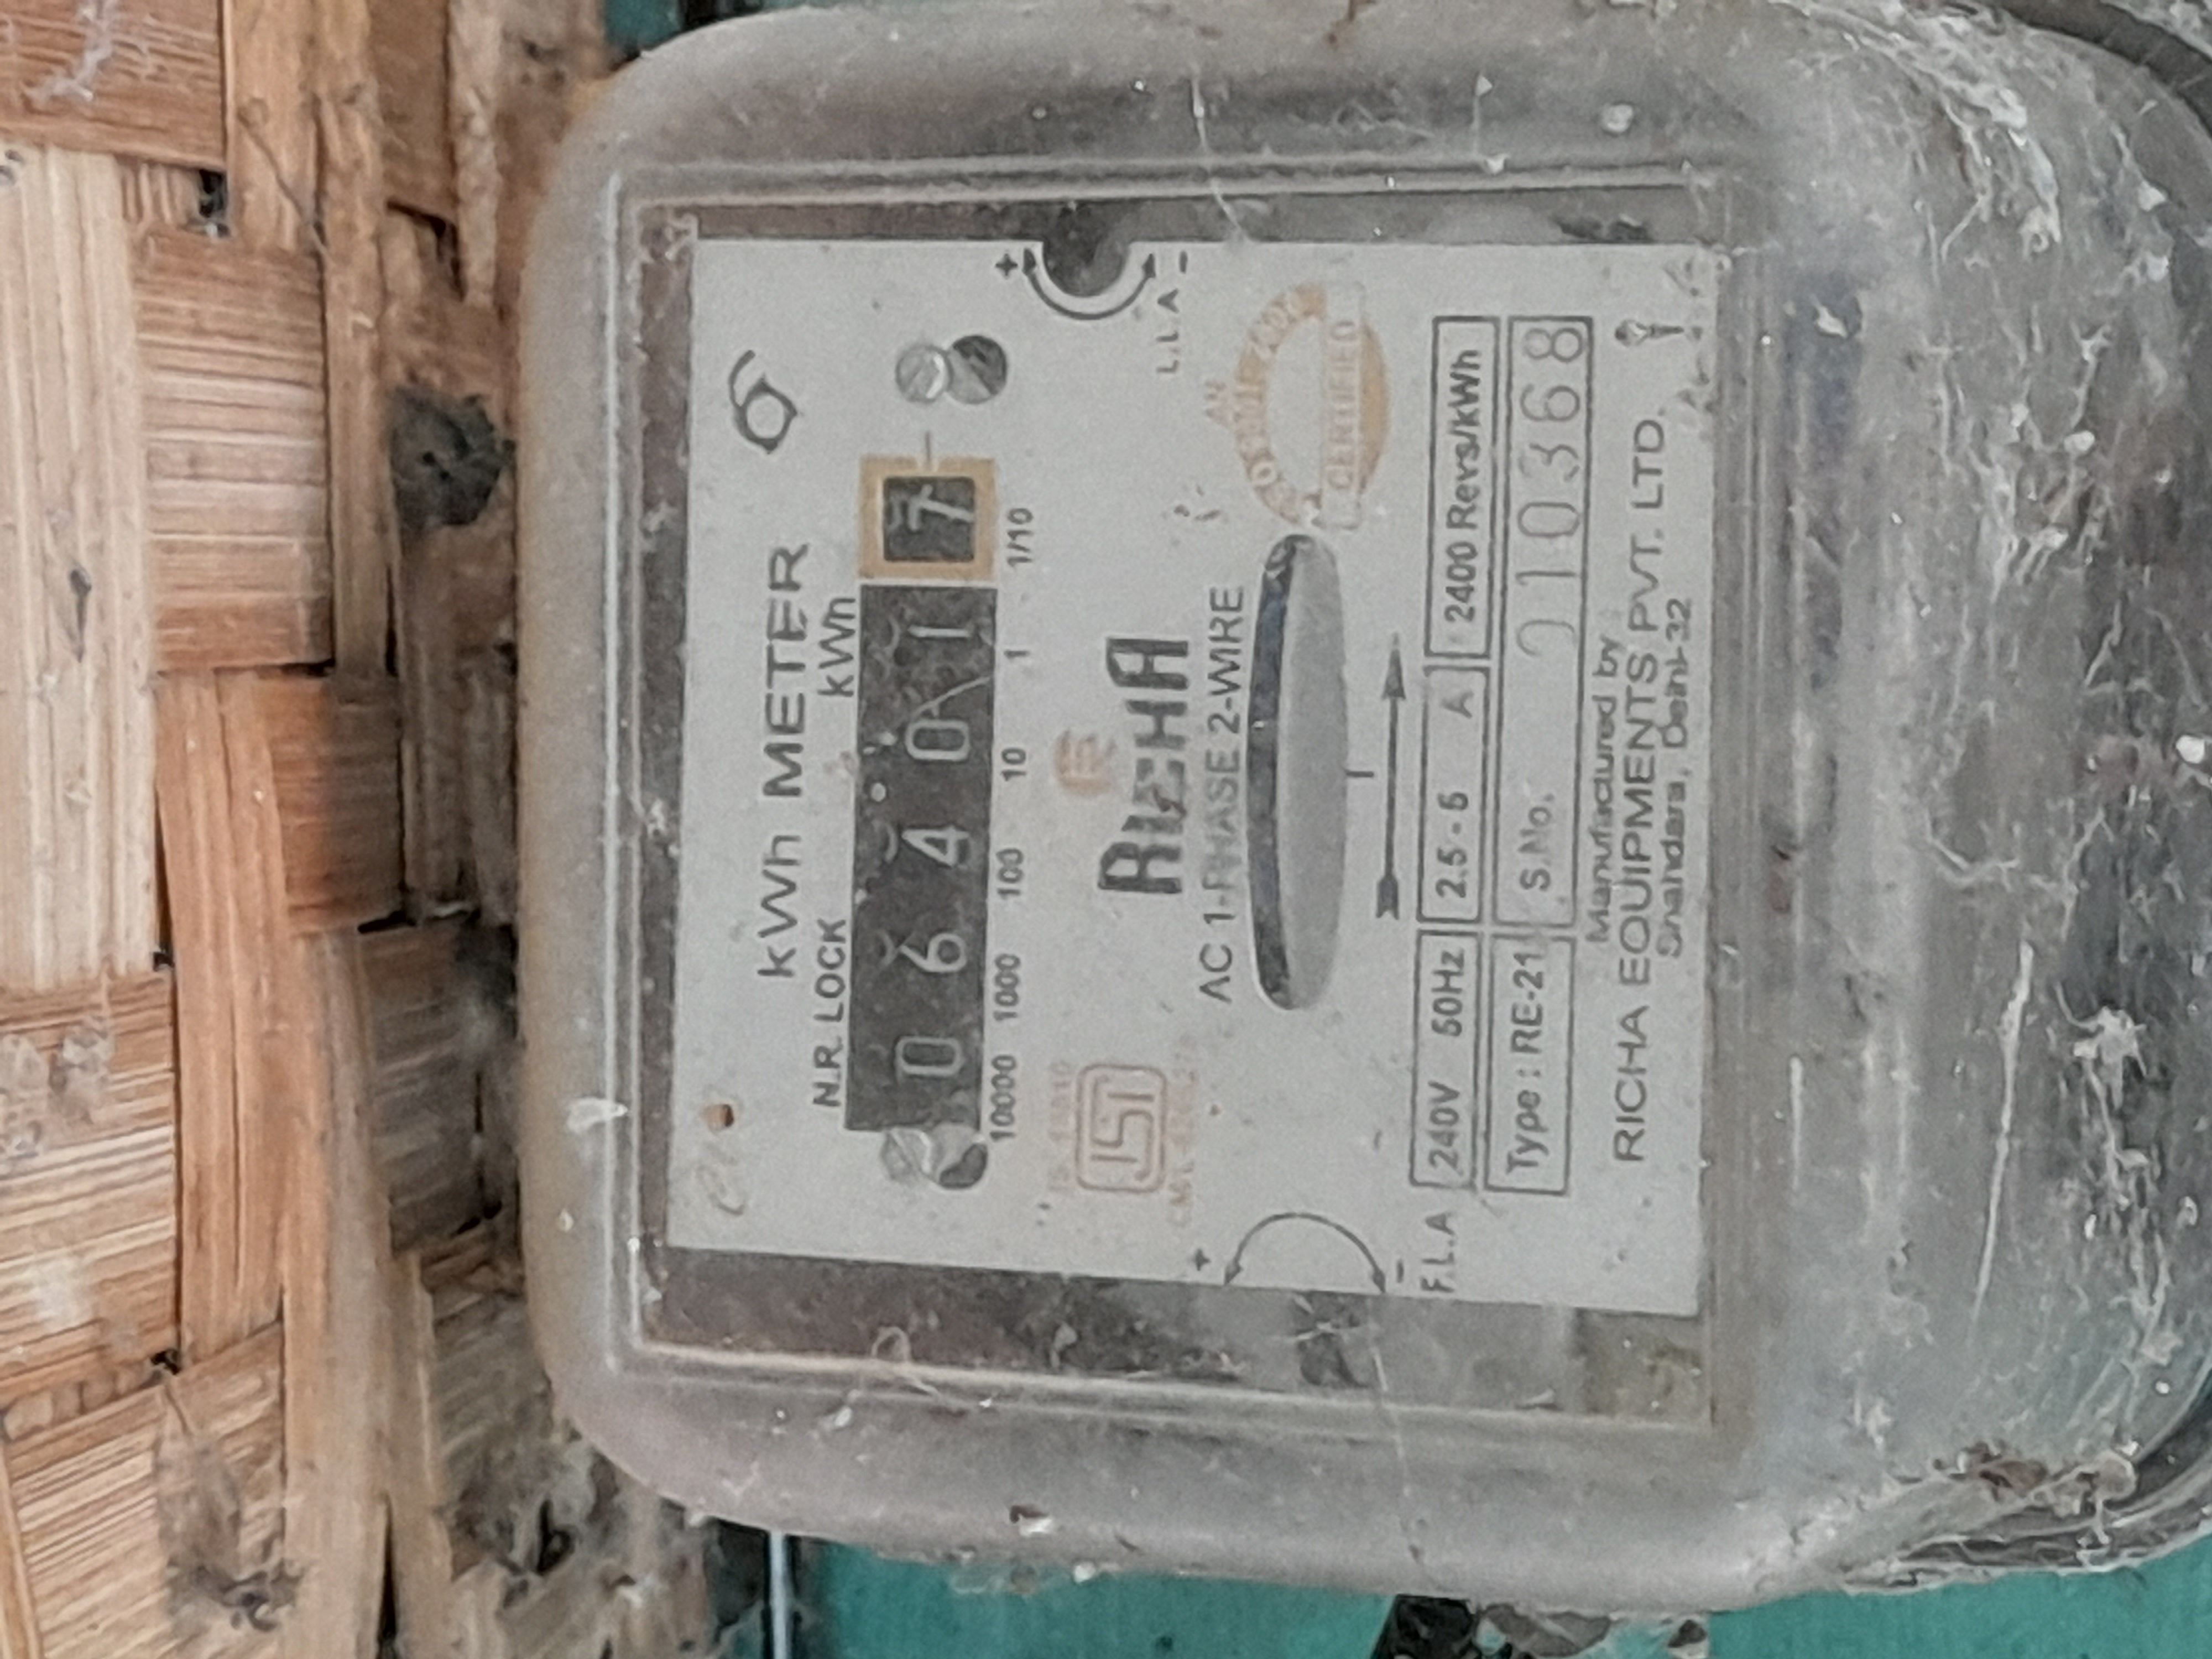 kWh METER
N.R. LOCK kWh
0 6 4 0 1 7
10000 1000 100 10 1 1/10
RICHA
AC 1-PHASE 2-WIRE
ISI
+
L.L.A -
AN
CERTIFIED
+
F.L.A -
240V 50Hz 2.5 - 5 A 2400 Revs/kWh
Type : RE-21 S.No. 210368
Manufactured by
RICHA EQUIPMENTS PVT. LTD.
Shahdara, Delhi-32